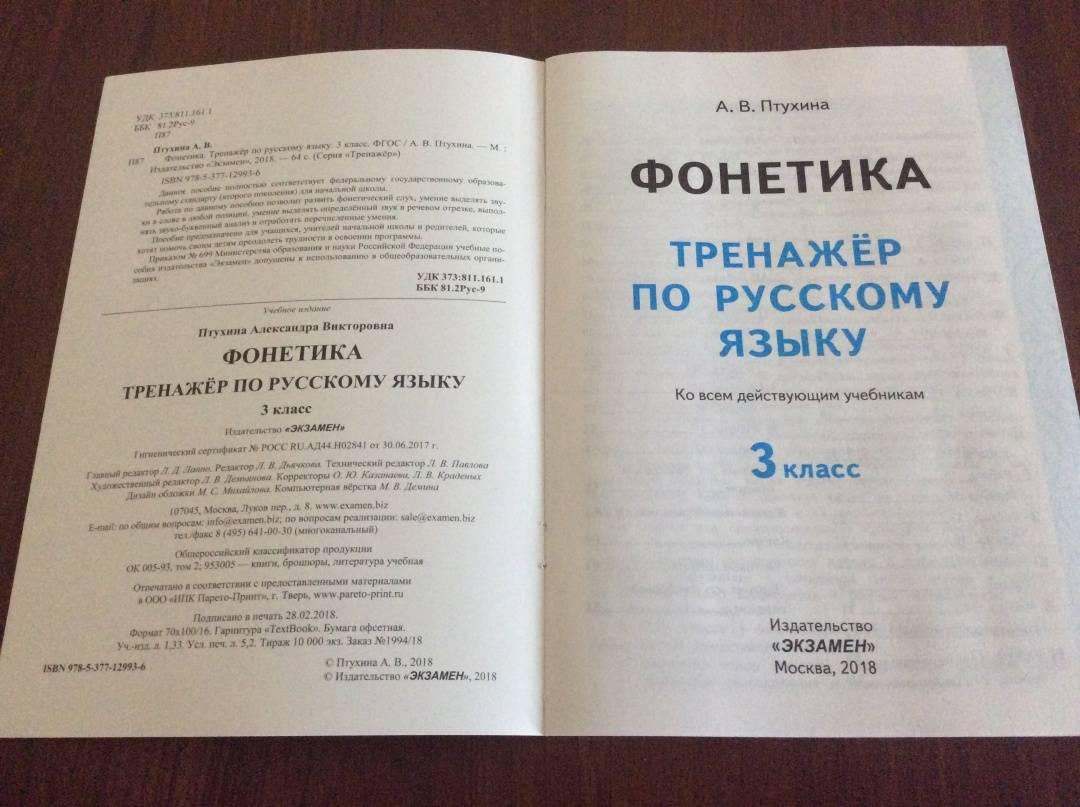 УДК 373:811.161.1
ББК 81.2Рус-9
П87
Птухина А. В.
П87 Фонетика. Тренажёр по русскому языку. 3 класс. ФГОС / А. В. Птухина. — М. :
Издательство «Экзамен», 2018. — 64 с. (Серия «Тренажёр»)
ISBN 978-5-377-12993-6
Данное пособие полностью соответствует федеральному государственному образова-
тельному стандарту (второго поколения) для начальной школы.
Работа по данному пособию позволит развить фонетический слух, умение выделять зву-
ки в слове в любой позиции, умение выделять определённый звук в речевом отрезке, выпол-
нять звуко-буквенный анализ и отработать перечисленные умения.
Пособие предназначено для учащихся, учителей начальной школы и родителей, которые
хотят помочь своим детям преодолеть трудности в освоении программы.
Приказом № 699 Министерства образования и науки Российской Федерации учебные по-
собия издательства «Экзамен» допущены к использованию в общеобразовательных органи-
зациях.
УДК 373:811.161.1
ББК 81.2Рус-9
Учебное издание
Птухина Александра Викторовна
ФОНЕТИКА
ТРЕНАЖЁР ПО РУССКОМУ ЯЗЫКУ
3 класс
Издательство «ЭКЗАМЕН»
Гигиенический сертификат № РОСС RU.АД44.Н02841 от 30.06.2017 г.
Главный редактор Л. Д. Лаппо. Редактор Л. В. Дьячкова. Технический редактор Л. В. Павлова
Художественный редактор Л. В. Демьянова. Корректоры О. Ю. Казанаева, Л. В. Краденых
Дизайн обложки М. С. Михайлова. Компьютерная вёрстка М. В. Демина
107045, Москва, Луков пер., д. 8. www.examen.biz
E-mail: по общим вопросам: info@examen.biz; по вопросам реализации: sale@examen.biz
тел./факс 8 (495) 641-00-30 (многоканальный)
Общероссийский классификатор продукции
ОК 005-93, том 2; 953005 — книги, брошюры, литература учебная
Отпечатано в соответствии с предоставленными материалами
в ООО «ИПК Парето-Принт», г. Тверь, www.pareto-print.ru
Подписано в печать 28.02.2018.
Формат 70х100/16. Гарнитура «TextBook». Бумага офсетная.
Уч.-изд. л. 1,33. Усл. печ. л. 5,2. Тираж 10 000 экз. Заказ №1994/18
ISBN 978-5-377-12993-6
© Птухина А. В., 2018
© Издательство «ЭКЗАМЕН», 2018
А. В. Птухина
ФОНЕТИКА
ТРЕНАЖЁР
ПО РУССКОМУ
ЯЗЫКУ
Ко всем действующим учебникам
3 класс
Издательство
«ЭКЗАМЕН»
Москва, 2018